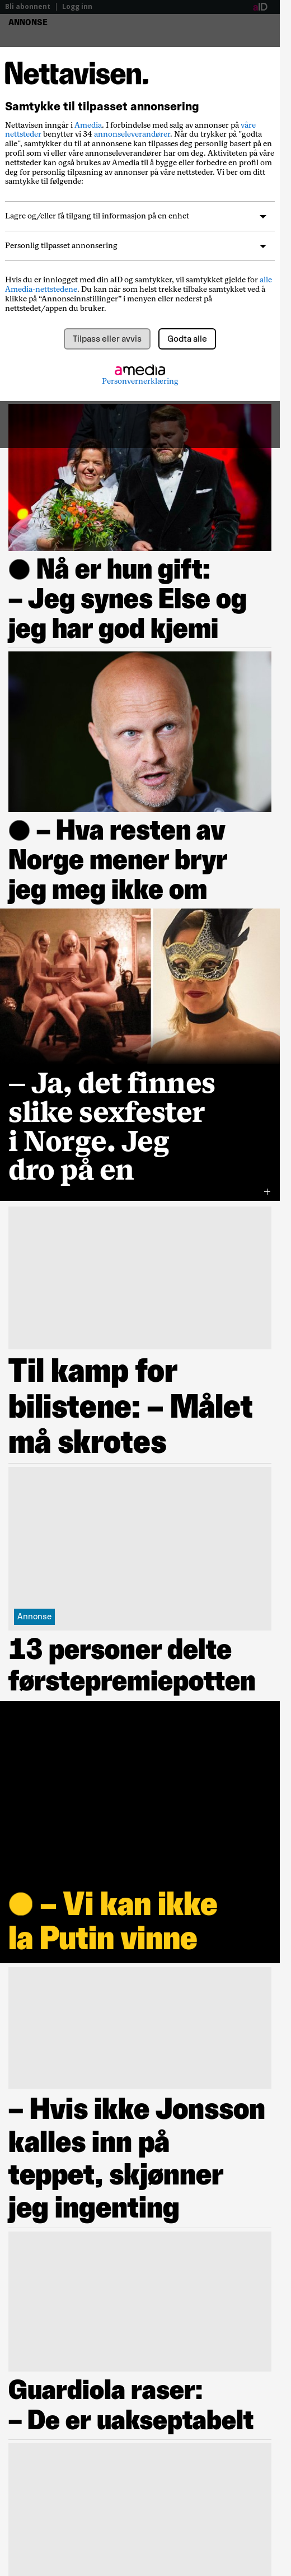 Bli abonnent | Logg inn
aID
ANNONSE
Nettavisen.
Samtykke til tilpasset annonsering
Nettavisen inngår i Amedia. I forbindelse med salg av annonser på våre
nettsteder benytter vi 34 annonseleverandører. Når du trykker på "godta
alle", samtykker du til at annonsene kan tilpasses deg personlig basert på en
profil som vi eller våre annonseleverandører har om deg. Aktiviteten på våre
nettsteder kan også brukes av Amedia til å bygge eller forbedre en profil om
deg for personlig tilpasning av annonser på våre nettsteder. Vi ber om ditt
samtykke til følgende:
Lagre og/eller få tilgang til informasjon på en enhet
Personlig tilpasset annonsering
Hvis du er innlogget med din aID og samtykker, vil samtykket gjelde for alle
Amedia-nettstedene. Du kan når som helst trekke tilbake samtykket ved å
klikke på “Annonseinnstillinger” i menyen eller nederst på
nettstedet/appen du bruker.
Tilpass eller avvis
Godta alle
amedia
Personvernerklæring
● Nå er hun gift:
– Jeg synes Else og
jeg har god kjemi
● – Hva resten av
Norge mener bryr
jeg meg ikke om
– Ja, det finnes
slike sexfester
i Norge. Jeg
dro på en
+
Til kamp for
bilistene: – Målet
må skrotes
Annonse
13 personer delte
førstepremiepotten
● – Vi kan ikke
la Putin vinne
– Hvis ikke Jonsson
kalles inn på
teppet, skjønner
jeg ingenting
Guardiola raser:
– De er uakseptabelt